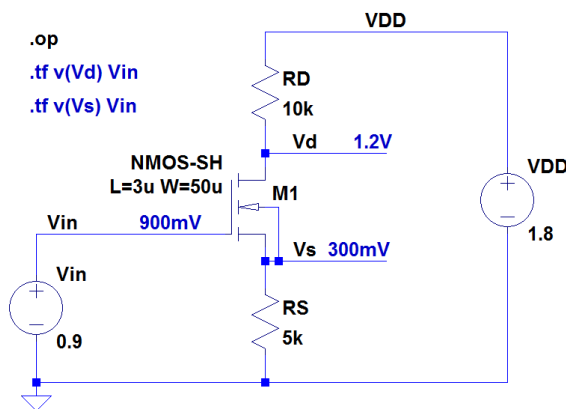 .op
VDD
.tf v(Vd) Vin
RD
.tf v(Vs) Vin
10k
Vd 1.2V
NMOS-SH
L=3u W=50u
M1
VDD
Vin 900mV
1.8
Vs 300mV
Vin
RS
0.9
5k